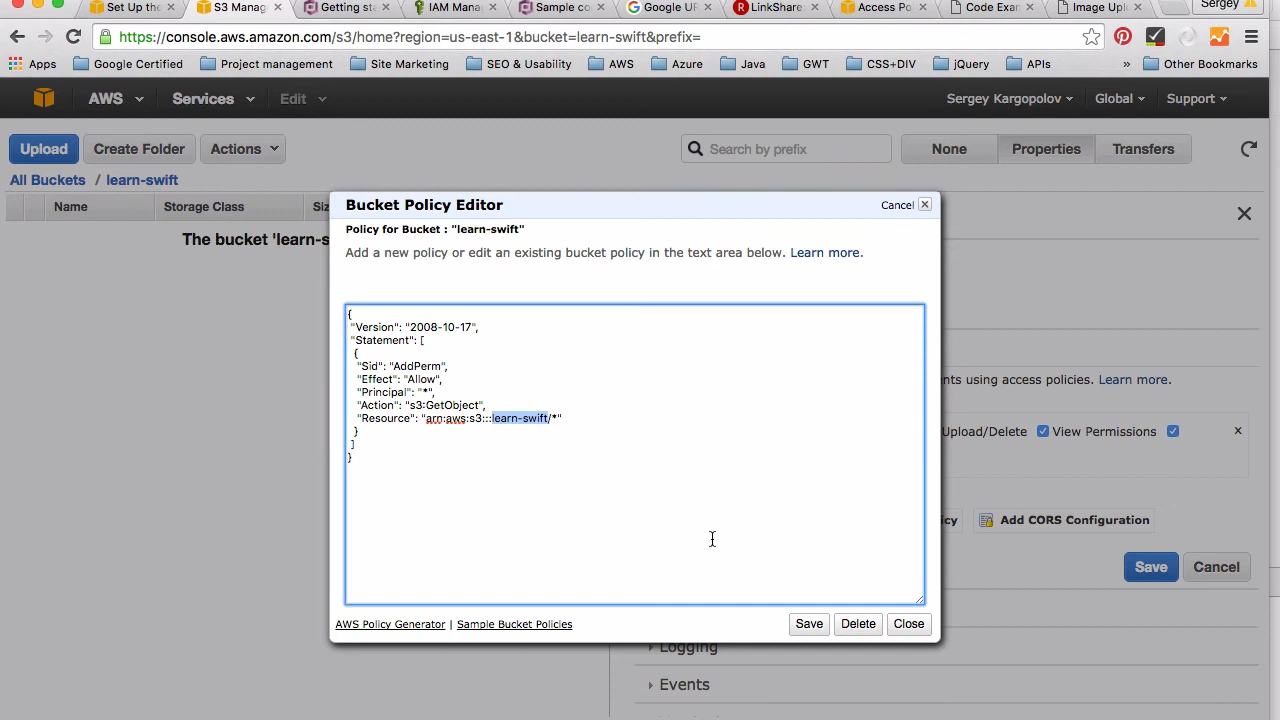 Set Up the
S3 Manag
Getting st
IAM Mana
Sample co
Google UR
LinkShare
Access Po
Code Exa
Image Upl
Sergey
https://console.aws.amazon.com/s3/home?region=us-east-1&bucket=learn-swift&prefix=
Apps
Google Certified
Project management
Site Marketing
SEO & Usability
AWS
Azure
Java
GWT
CSS+DIV
jQuery
APIs
»
Other Bookmarks
AWS
Services
Edit
Sergey Kargopolov
Global
Support
Upload
Create Folder
Actions
Search by prefix
None
Properties
Transfers
All Buckets / learn-swift
Name
Storage Class
Siz
The bucket 'learn-s
Bucket Policy Editor
Cancel
Policy for Bucket : "learn-swift"
Add a new policy or edit an existing bucket policy in the text area below. Learn more.
{
"Version": "2008-10-17",
"Statement": [
{
"Sid": "AddPerm",
"Effect": "Allow",
"Principal": "*",
"Action": "s3:GetObject",
"Resource": "arn:aws:s3:::learn-swift/*"
}
]
}
AWS Policy Generator | Sample Bucket Policies
Save
Delete
Close
nts using access policies. Learn more.
Upload/Delete
View Permissions
x
cy
Add CORS Configuration
Save
Cancel
Logging
Events